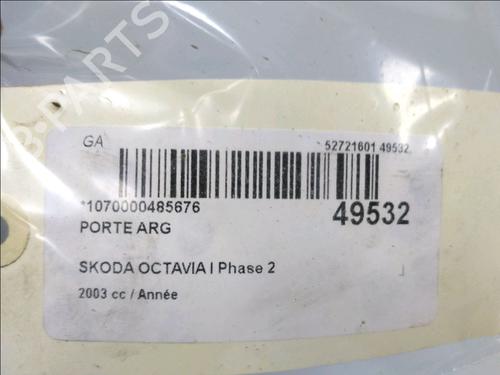 B-PARTS
GA
52721601 49532
*1070000485676
49532
PORTE ARG
SKODA OCTAVIA I Phase 2
2003 cc / Année